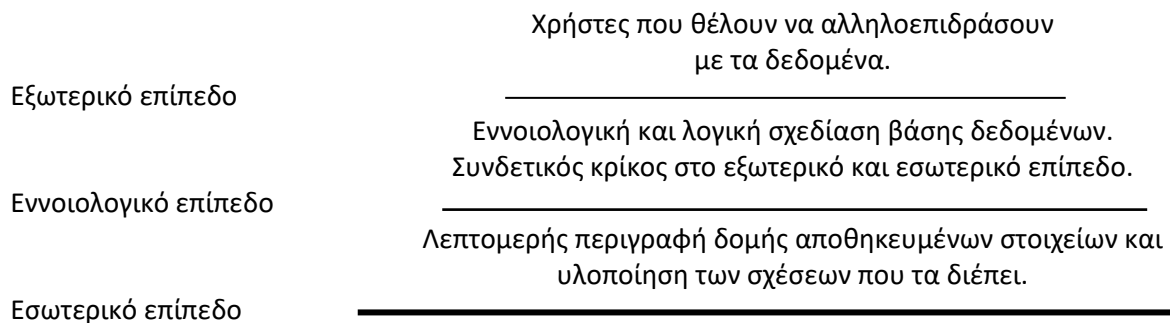 Χρήστες που θέλουν να αλληλοεπιδράσουν
με τα δεδομένα.
Εξωτερικό επίπεδο
Εννοιολογική και λογική σχεδίαση βάσης δεδομένων.
Συνδετικός κρίκος στο εξωτερικό και εσωτερικό επίπεδο.
Εννοιολογικό επίπεδο
Λεπτομερής περιγραφή δομής αποθηκευμένων στοιχείων και
υλοποίηση των σχέσεων που τα διέπει.
Εσωτερικό επίπεδο